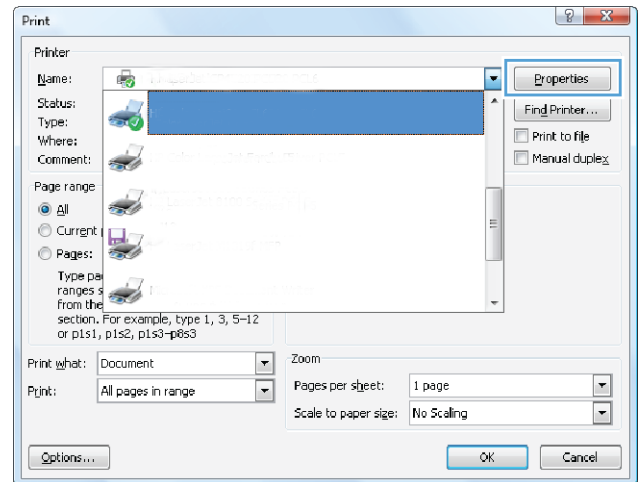 Print
Printer
Name:
Properties
Status:
Find Printer...
Type:
Where:
Print to file
Comment:
Manual duplex
Page range
All
Current
Pages:
Type pa
ranges s
from the
section. For example, type 1, 3, 5–12
or p1s1, p1s2, p1s3–p8s3
Print what: Document
Print: All pages in range
Zoom
Pages per sheet: 1 page
Scale to paper size: No Scaling
Options...
OK
Cancel